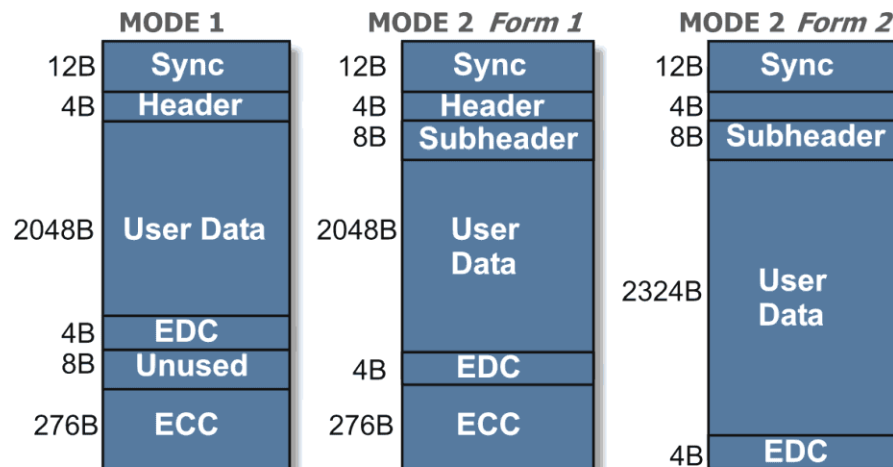 MODE 1
12B Sync
4B Header
2048B User Data
4B EDC
8B Unused
276B ECC
MODE 2 Form 1
12B Sync
4B Header
8B Subheader
2048B User
Data
4B EDC
276B ECC
MODE 2 Form 2
12B Sync
4B
8B Subheader
2324B User
Data
4B EDC